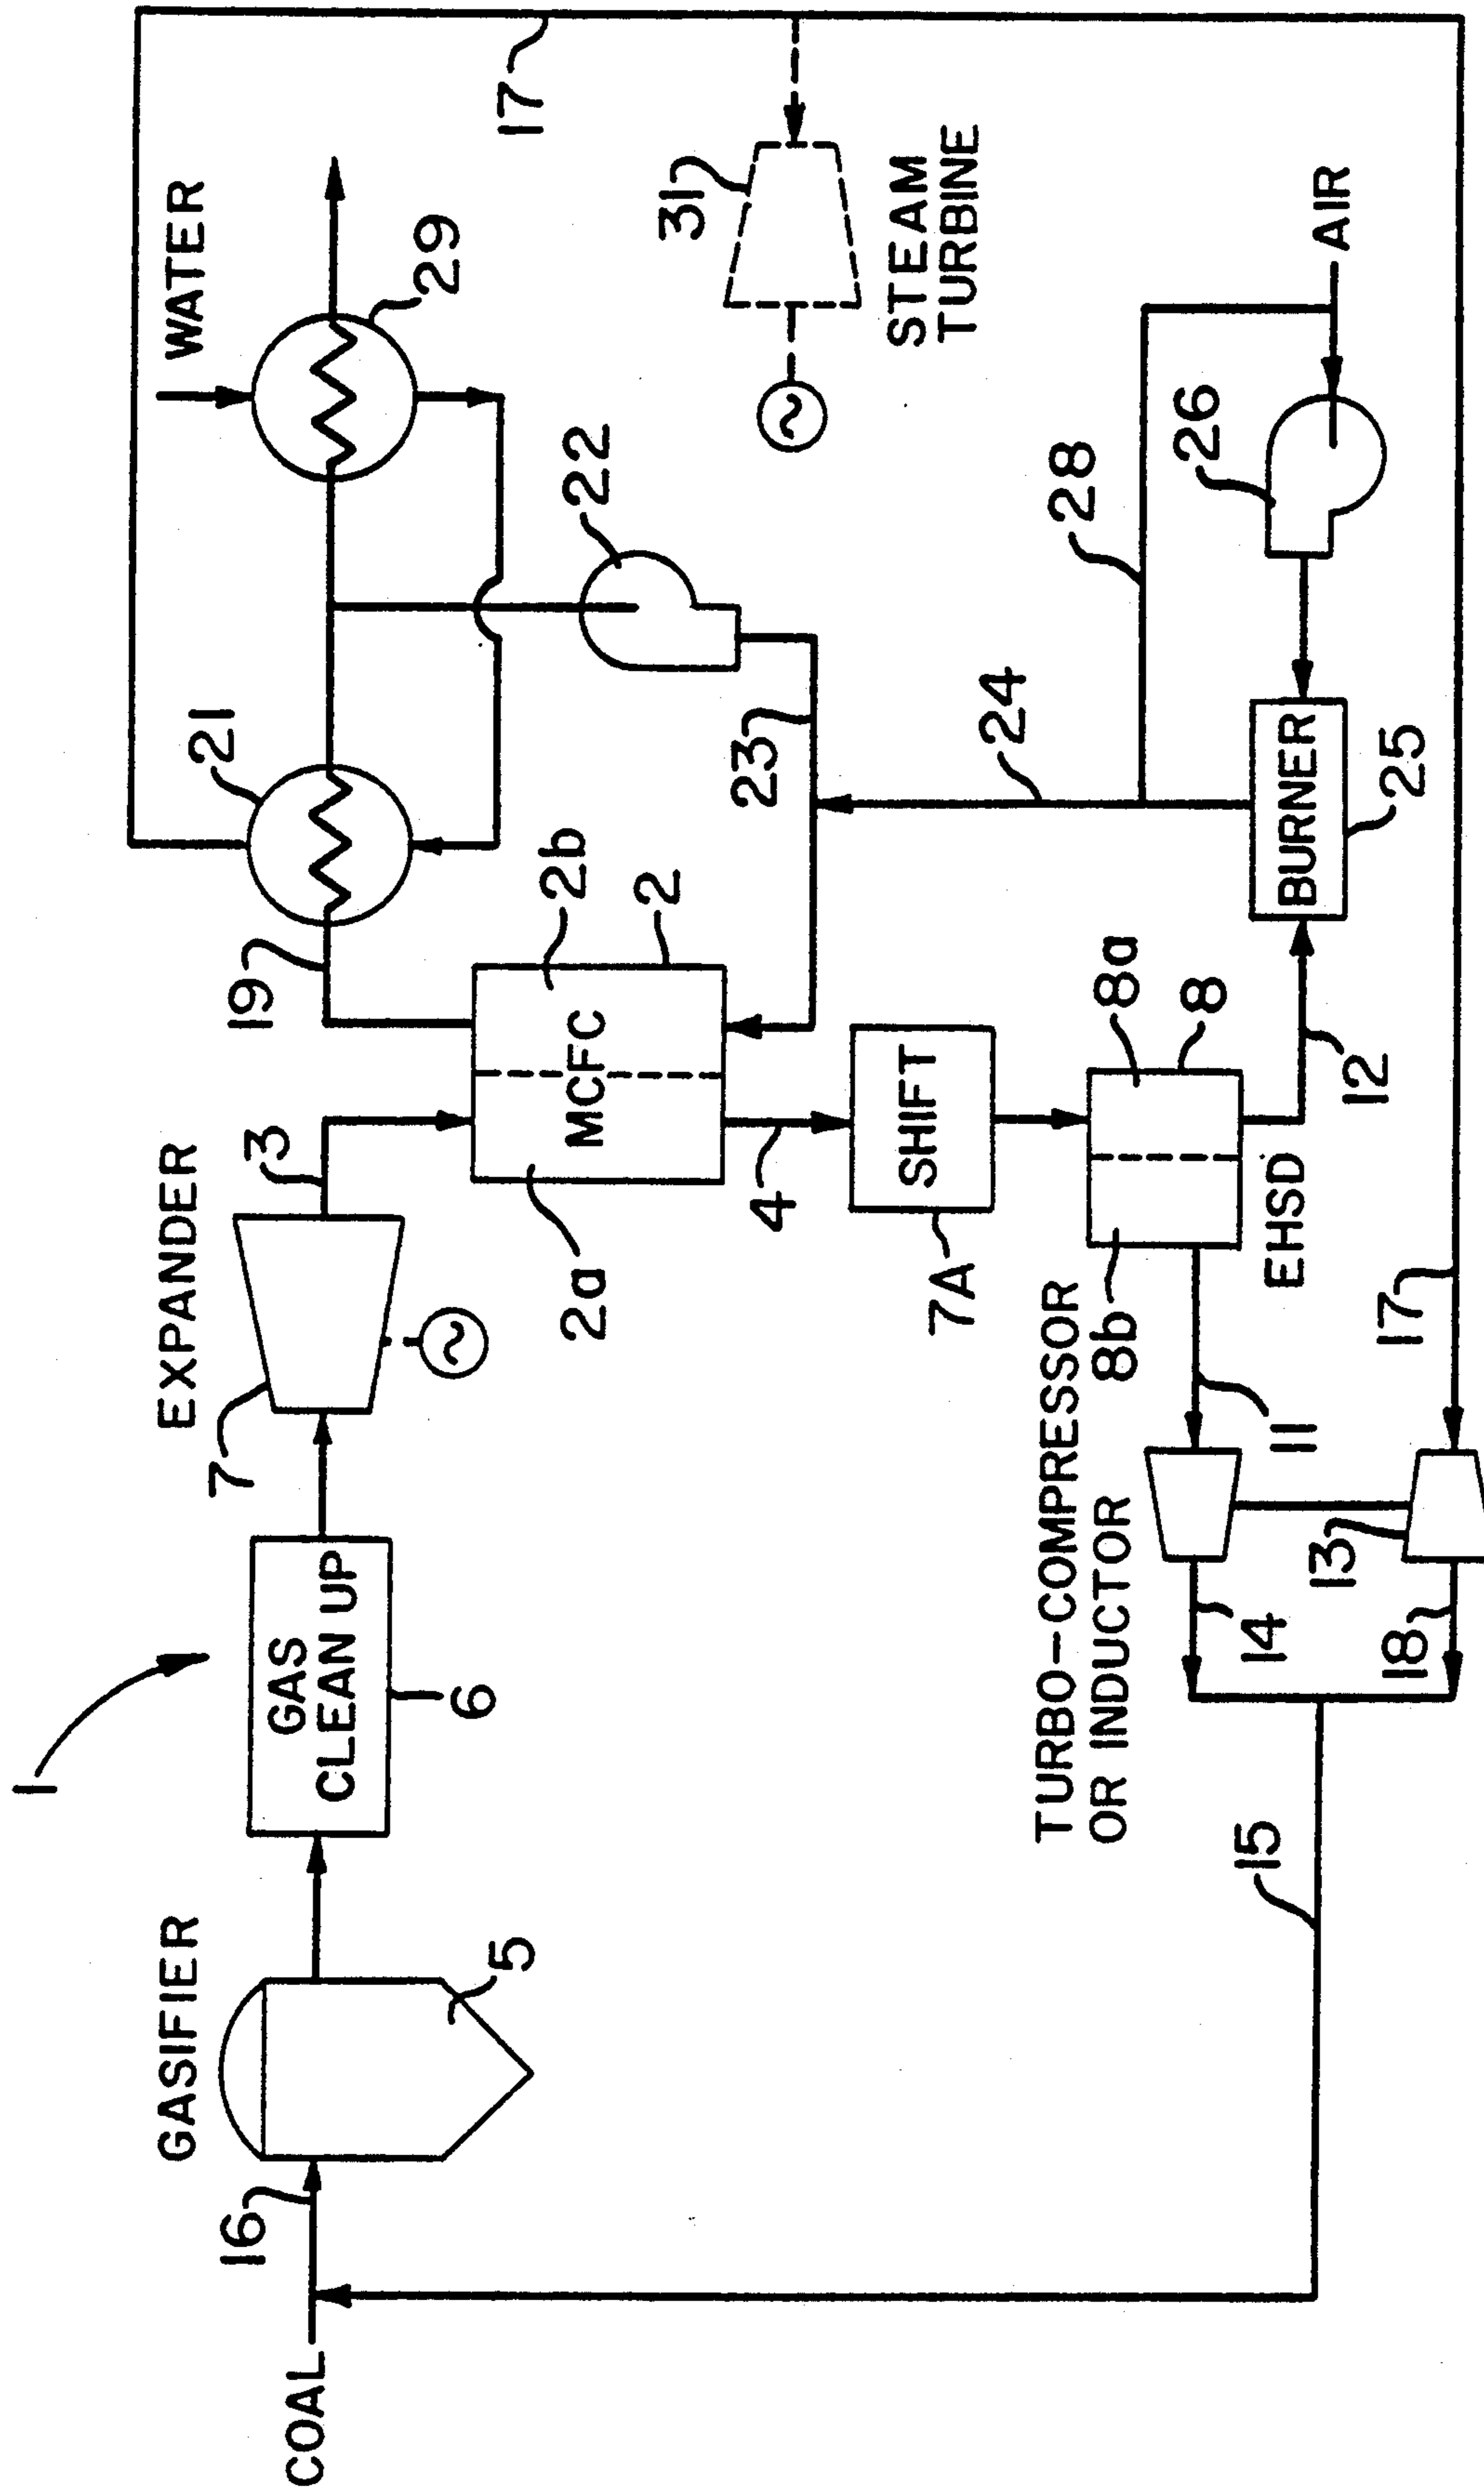 1
COAL
16
GASIFIER
5
GAS
CLEAN UP
6
EXPANDER
7
3
MCFC
2a
2b
2
19
21
WATER
29
22
23
17
31
STEAM
TURBINE
4
SHIFT
7A
8a
8
8b
EHSD
12
BURNER
25
24
28
26
AIR
TURBO-COMPRESSOR
OR INDUCTOR
11
13
14
18
15
17